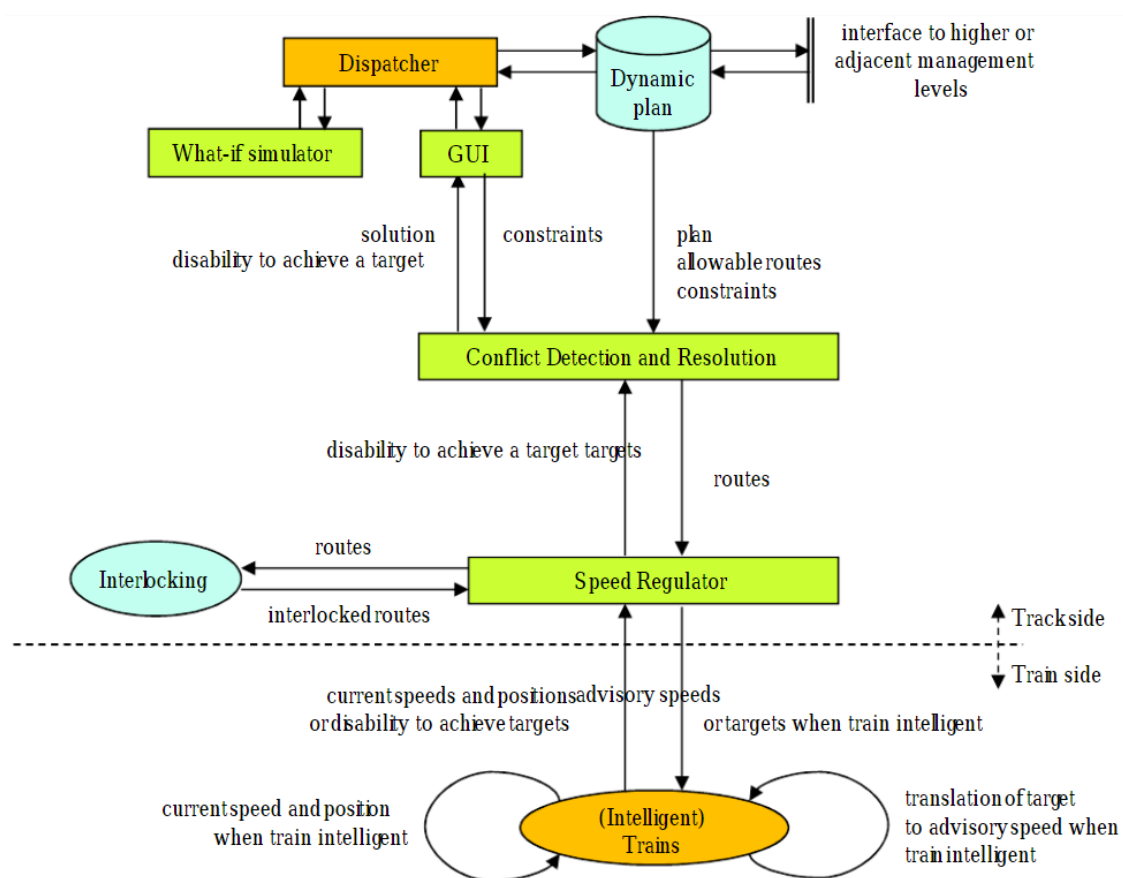 interface to higher or
adjacent management
levels
Dispatcher
Dynamic
plan
What-if simulator
GUI
solution
disability to achieve a target
constraints
plan
allowable routes
constraints
Conflict Detection and Resolution
disability to achieve a target targets
routes
routes
Interlocking
Speed Regulator
interlocked routes
Track side
Train side
current speeds and positions
or disability to achieve targets
advisory speeds
or targets when train intelligent
current speed and position
when train intelligent
(Intelligent)
Trains
translation of target
to advisory speed when
train intelligent